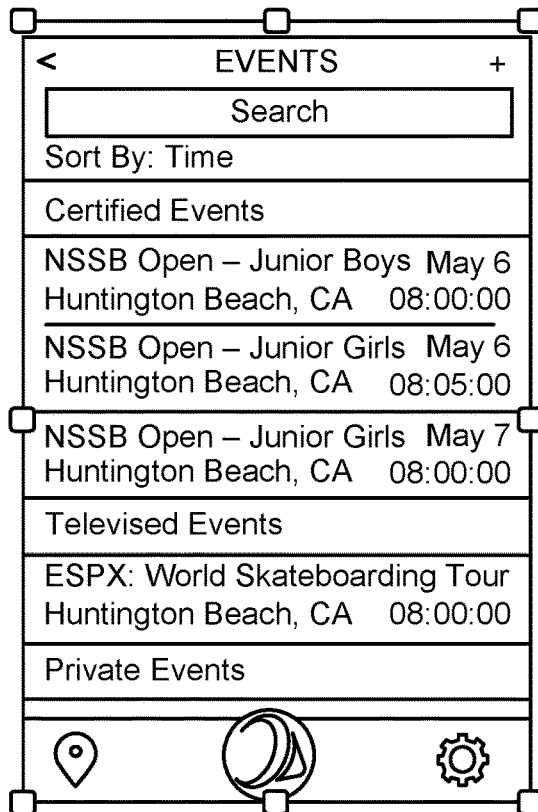 < EVENTS +
Search
Sort By: Time
Certified Events
NSSB Open – Junior Boys May 6
Huntington Beach, CA 08:00:00
NSSB Open – Junior Girls May 6
Huntington Beach, CA 08:05:00
NSSB Open – Junior Girls May 7
Huntington Beach, CA 08:00:00
Televised Events
ESPX: World Skateboarding Tour
Huntington Beach, CA 08:00:00
Private Events